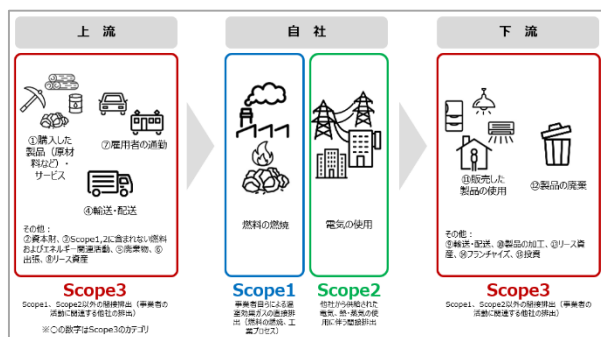 上 流
自 社
下 流
①購入した
製品（原材
料など）・
サービス
⑦雇用者の通勤
④輸送・配送
その他：
②資本財、③Scope1,2に含まれない燃料
およびエネルギー関連活動、⑤廃棄物、⑥
出張、⑧リース資産
燃料の燃焼
電気の使用
⑪販売した
製品の使用
⑫製品の廃棄
その他：
⑨輸送・配送、⑩製品の加工、⑬リース資
産、⑭フランチャイズ、⑮投資
Scope3
Scope1、Scope2以外の間接排出（事業者の
活動に関連する他社の排出）
※○の数字はScope3のカテゴリ
Scope1
事業者自らによる温
室効果ガスの直接排
出（燃料の燃焼、工
業プロセス）
Scope2
他社から供給された
電気、熱・蒸気の使
用に伴う間接排出
Scope3
Scope1、Scope2以外の間接排出（事業者の
活動に関連する他社の排出）